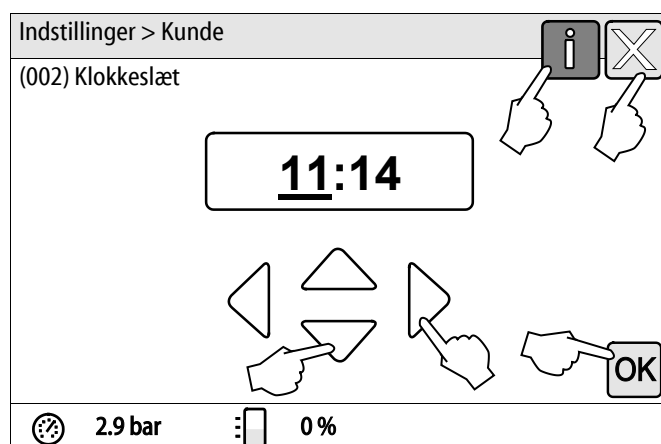 Indstillinger > Kunde
i X
(002) Klokkeslæt
11:14
OK
2.9 bar 0 %